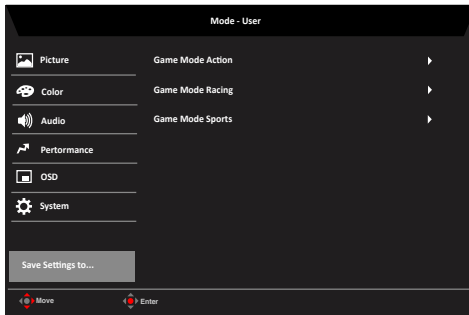 Mode - User
Picture
Game Mode Action
Color
Game Mode Racing
Audio
Game Mode Sports
Pertormance
OSD
System
Save Settings to...
Move
Enter